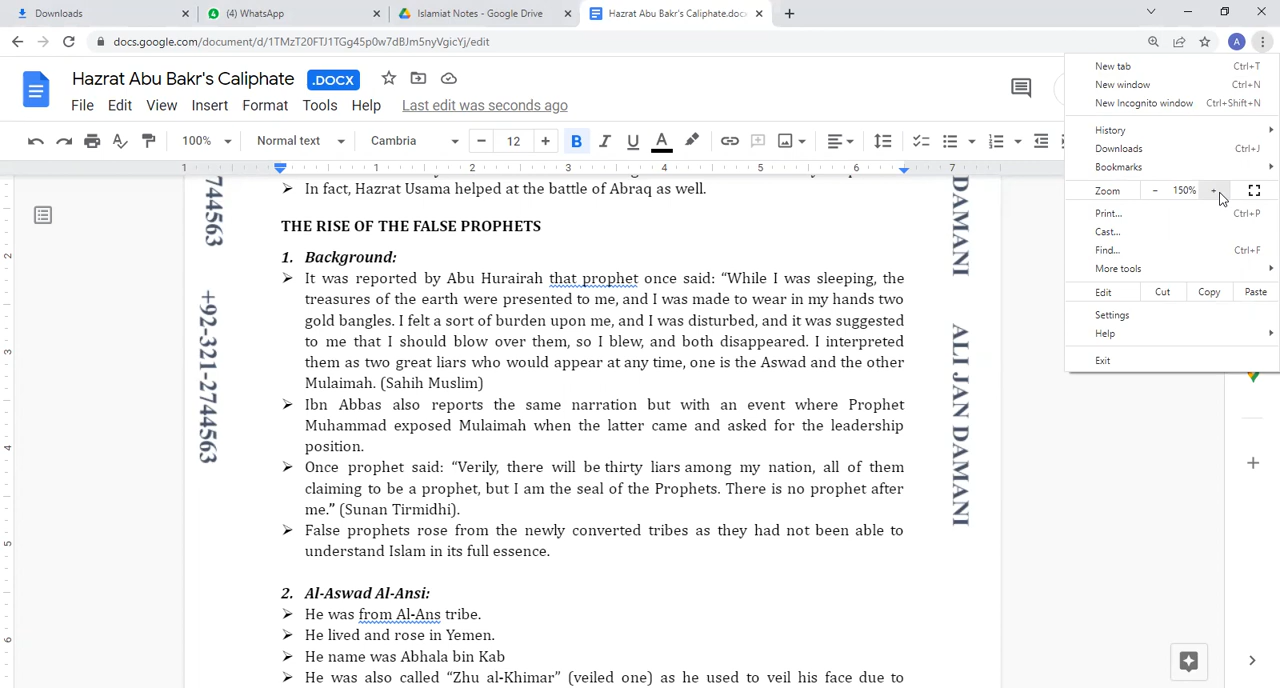 Downloads
(4) WhatsApp
Islamiat Notes - Google Drive
Hazrat Abu Bakr's Caliphate.docx
docs.google.com/document/d/1TMzT20FTJ1TGg45p0w7dBJm5nyVgicYj/edit
A
Hazrat Abu Bakr's Caliphate .DOCX
File Edit View Insert Format Tools Help Last edit was seconds ago
100% Normal text Cambria 12 B I U A
1 1 2 3 4 5 6 7
2 3 4 5 6
➢ In fact, Hazrat Usama helped at the battle of Abraq as well.
THE RISE OF THE FALSE PROPHETS
1. Background:
➢ It was reported by Abu Hurairah that prophet once said: “While I was sleeping, the
treasures of the earth were presented to me, and I was made to wear in my hands two
gold bangles. I felt a sort of burden upon me, and I was disturbed, and it was suggested
to me that I should blow over them, so I blew, and both disappeared. I interpreted
them as two great liars who would appear at any time, one is the Aswad and the other
Mulaimah. (Sahih Muslim)
➢ Ibn Abbas also reports the same narration but with an event where Prophet
Muhammad exposed Mulaimah when the latter came and asked for the leadership
position.
➢ Once prophet said: “Verily, there will be thirty liars among my nation, all of them
claiming to be a prophet, but I am the seal of the Prophets. There is no prophet after
me.” (Sunan Tirmidhi).
➢ False prophets rose from the newly converted tribes as they had not been able to
understand Islam in its full essence.
2. Al-Aswad Al-Ansi:
➢ He was from Al-Ans tribe.
➢ He lived and rose in Yemen.
➢ He name was Abhala bin Kab
➢ He was also called “Zhu al-Khimar” (veiled one) as he used to veil his face due to
744563
+92-321-2744563
DAMANI
ALI JAN DAMANI
New tab Ctrl+T
New window Ctrl+N
New Incognito window Ctrl+Shift+N
History
Downloads Ctrl+J
Bookmarks
Zoom - 150% +
Print... Ctrl+P
Cast...
Find... Ctrl+F
More tools
Edit Cut Copy Paste
Settings
Help
Exit